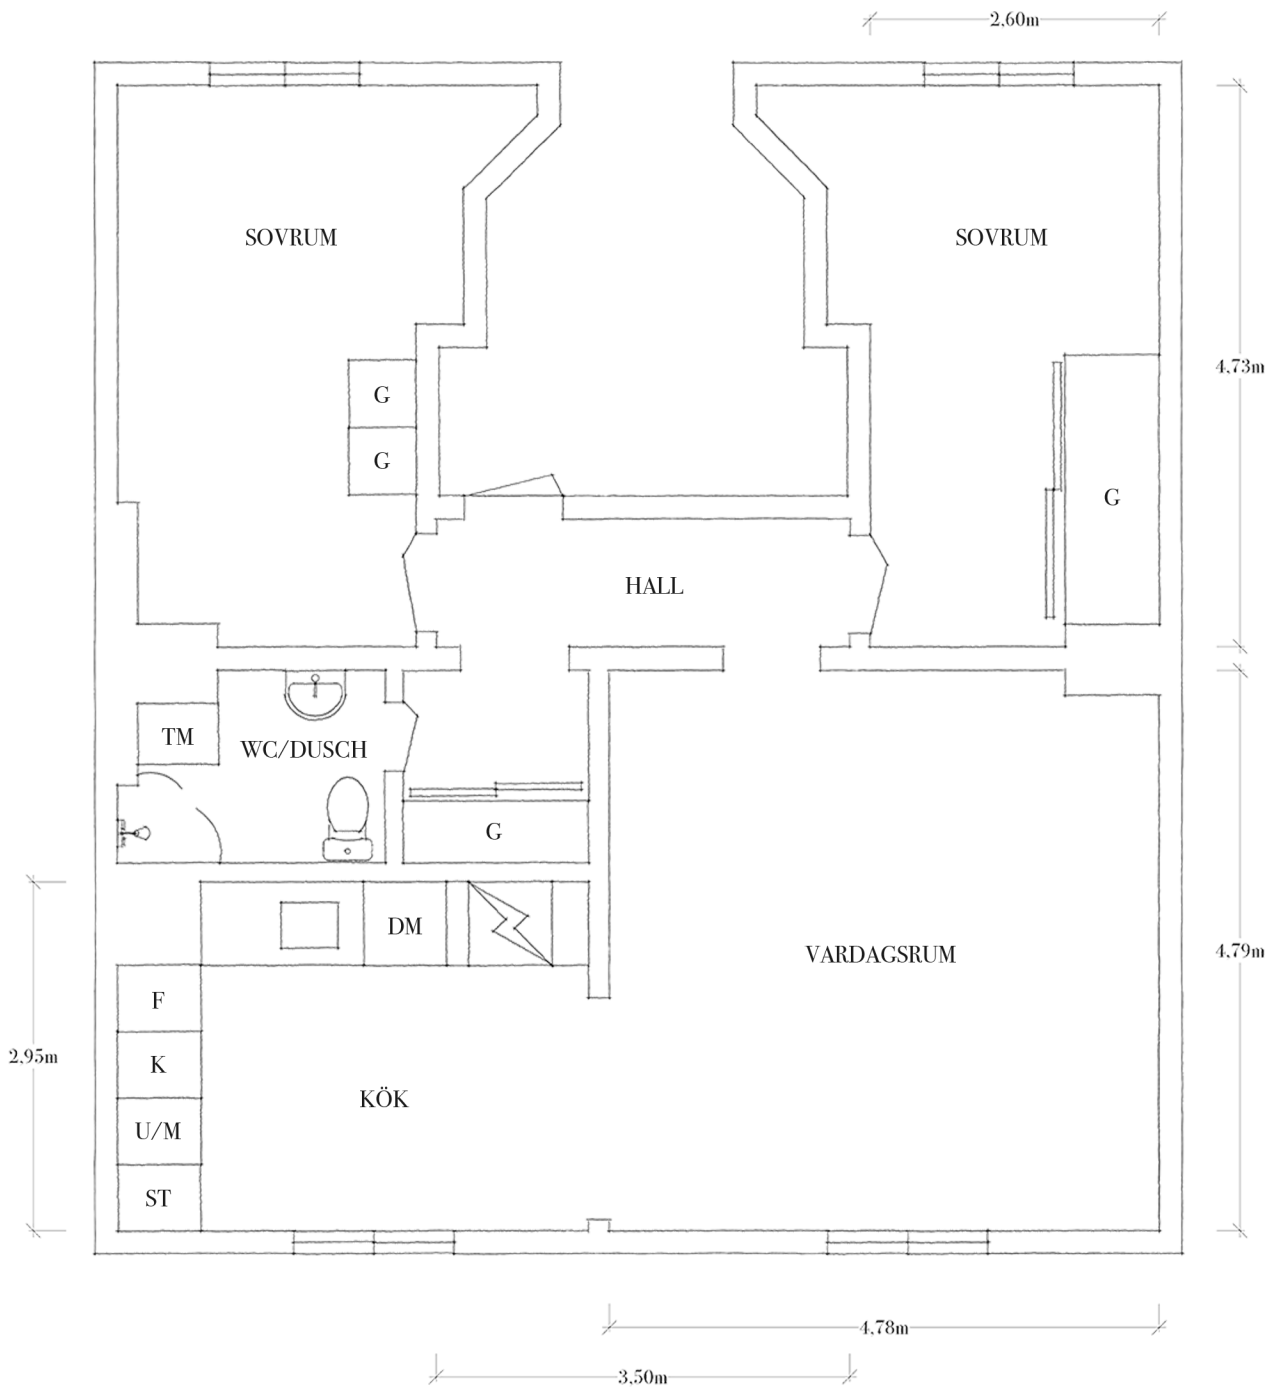 2,60m
SOVRUM
SOVRUM
4,73m
G
G
G
HALL
TM
WC/DUSCH
G
DM
VARDAGSRUM
4,79m
F
2,95m
K
KÖK
U/M
ST
4,78m
3,50m